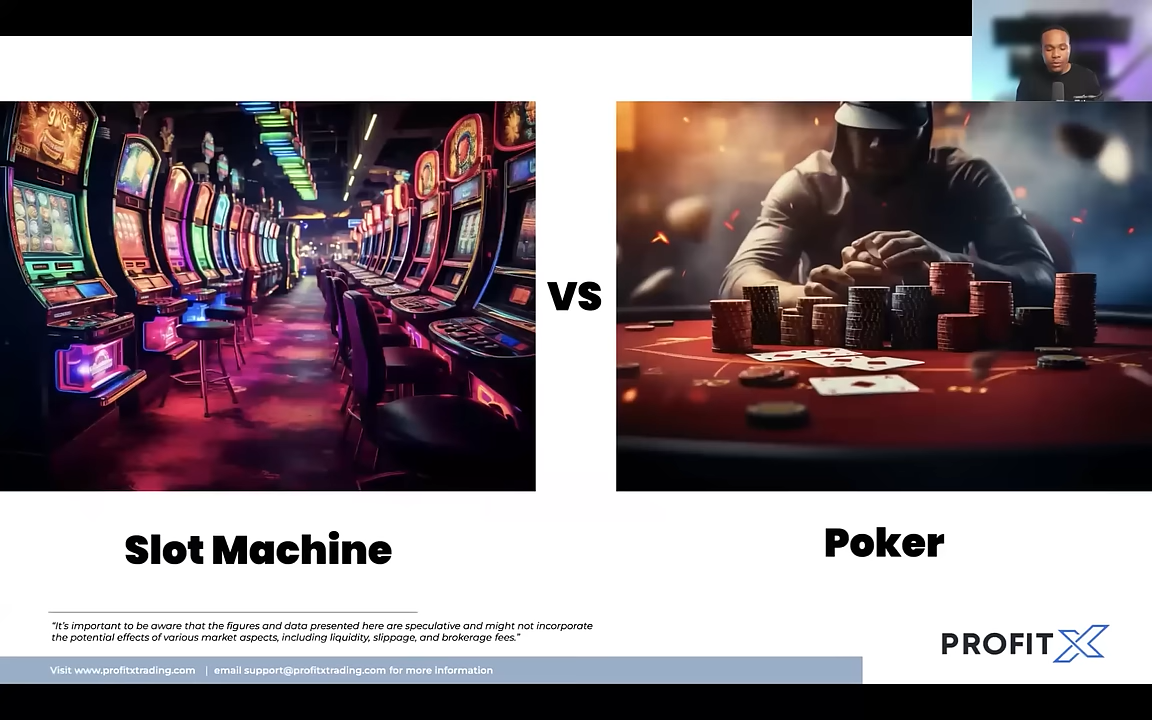 VS
Slot Machine
Poker
"It's important to be aware that the figures and data presented here are speculative and might not incorporate
the potential effects of various market aspects, including liquidity, slippage, and brokerage fees."
PROFIT X
Visit www.profitxtrading.com | email support@profitxtrading.com for more information